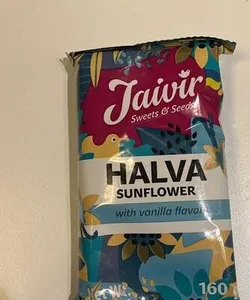 Jaivir
Sweets & Seeds
HALVA
SUNFLOWER
with vanilla flavor
160